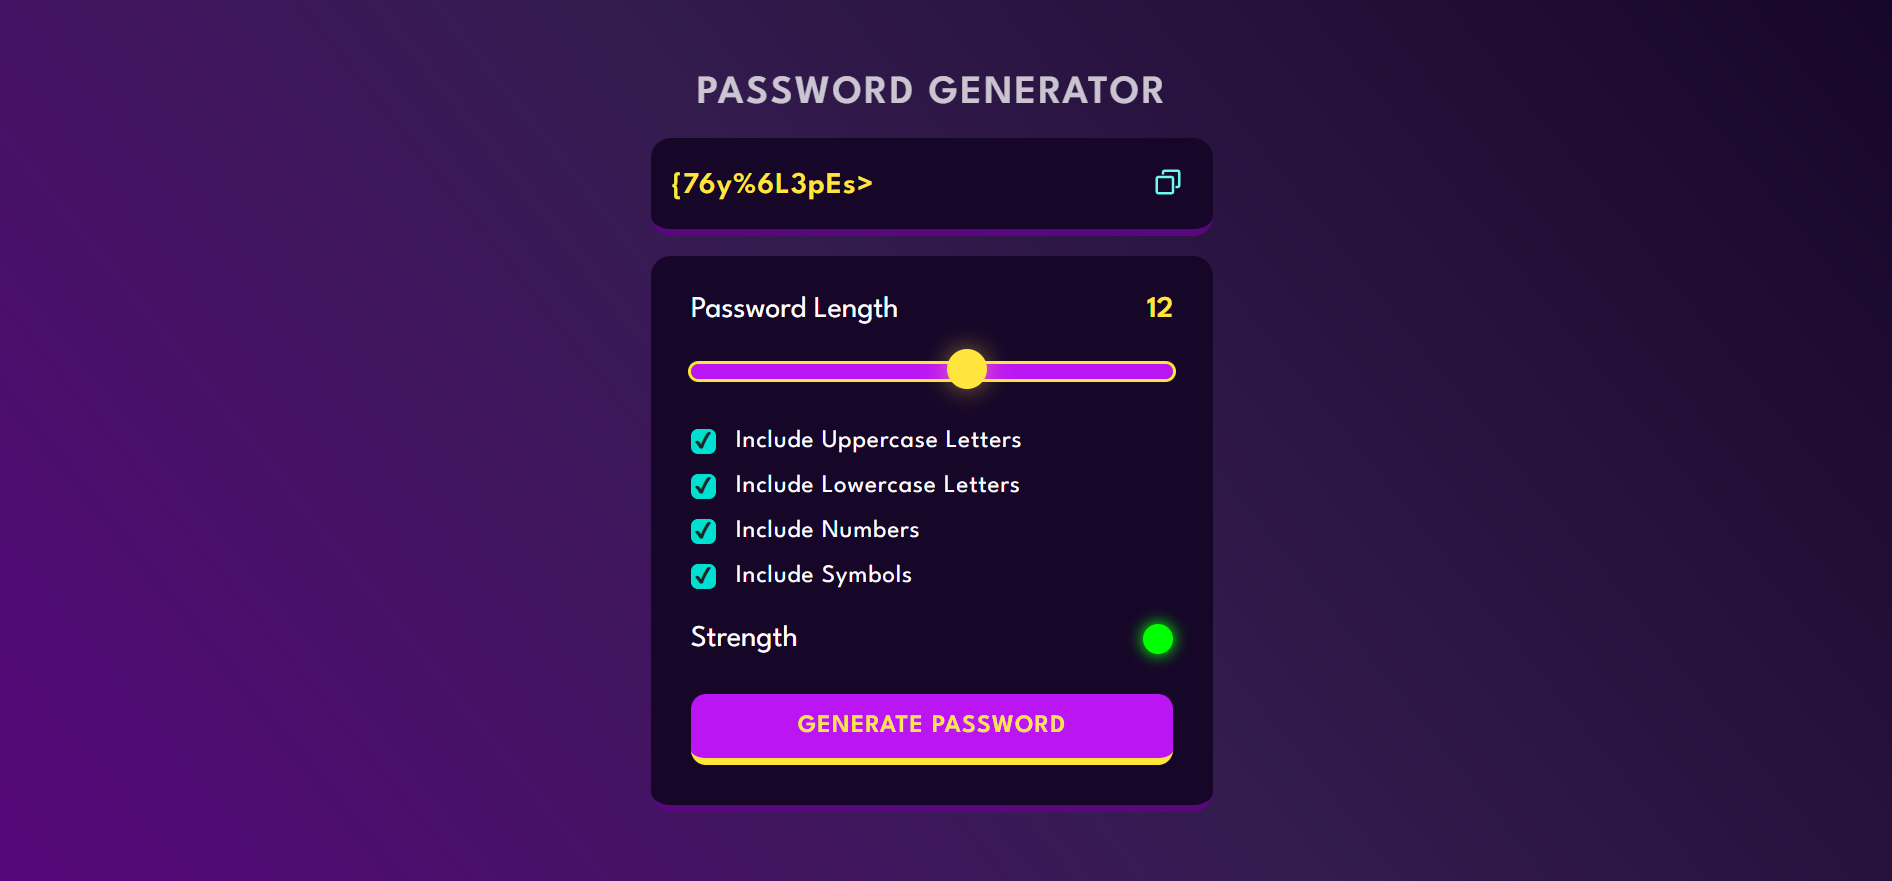 PASSWORD GENERATOR
{76y%6L3pEs>
Password Length 12
Include Uppercase Letters
Include Lowercase Letters
Include Numbers
Include Symbols
Strength
GENERATE PASSWORD